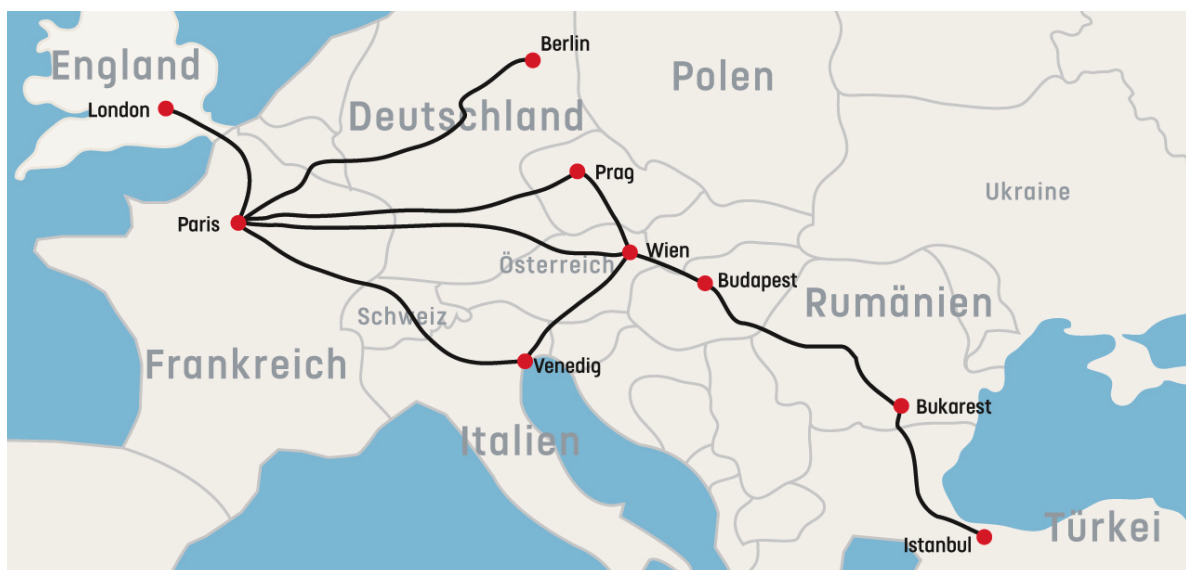 England
Berlin
Polen
London
Deutschland
Prag
Ukraine
Paris
Wien
Österreich
Budapest
Rumänien
Schweiz
Frankreich
Venedig
Bukarest
Italien
Türkei
Istanbul